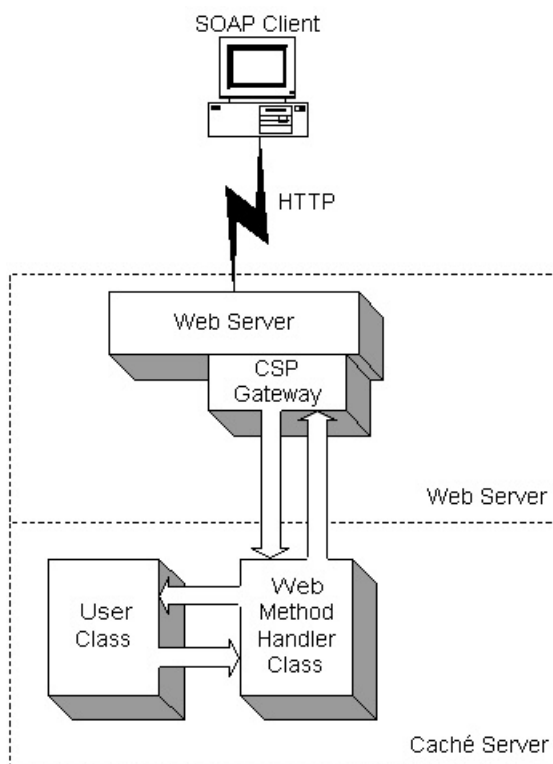 SOAP Client
HTTP
Web Server
CSP
Gateway
Web Server
User
Class
Web
Method
Handler
Class
Caché Server